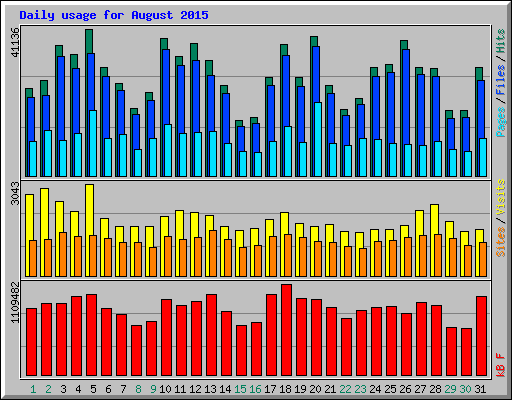 Daily usage for August 2015
41136
Pages / Files / Hits
3043
Sites / Visits
1109482
kB F
1 2 3 4 5 6 7 8 9 10 11 12 13 14 15 16 17 18 19 20 21 22 23 24 25 26 27 28 29 30 31